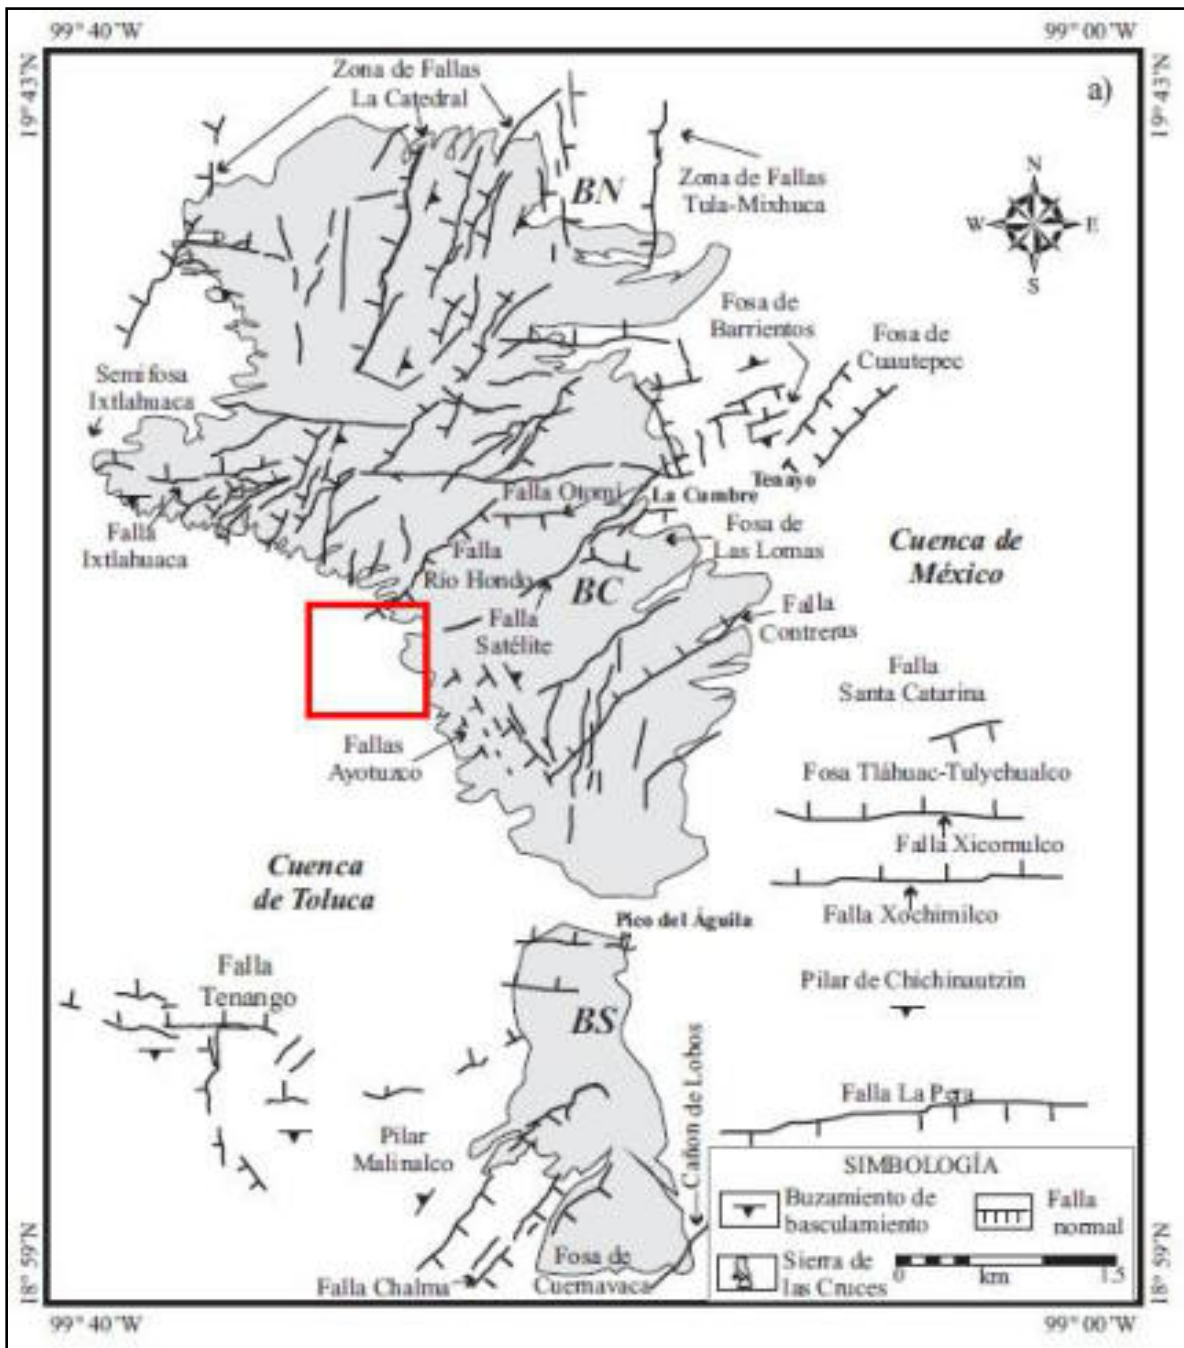 99° 40'W
99° 00'W
19° 43'N
19° 43'N
a)
Zona de Fallas
La Catedral
BN
Zona de Fallas
Tula-Mixhuca
N
W
E
S
Fosa de
Barrientos
Fosa de
Cuautepec
Semifosa
Ixtlahuaca
Tenayo
La Cumbre
Falla Otomí
Falla
Ixtlahuaca
Falla
Río Hondo
Fosa de
Las Lomas
Cuenca de
México
BC
Falla
Satélite
Falla
Contreras
Falla
Santa Catarina
Fallas
Ayotuxco
Fosa Tláhuac-Tulyehualco
Falla Xicomulco
Cuenca
de Toluca
Falla Xochimilco
Pico del Águila
Falla
Tenango
Pilar de Chichinautzin
BS
Cañon de Lobos
Falla La Pera
Pilar
Malinalco
Falla Chalma
Fosa de
Cuernavaca
SIMBOLOGÍA
Buzamiento de
basculamiento
Falla
normal
Sierra de
las Cruces
0
km
15
18° 59'N
18° 59'N
99° 40'W
99° 00'W